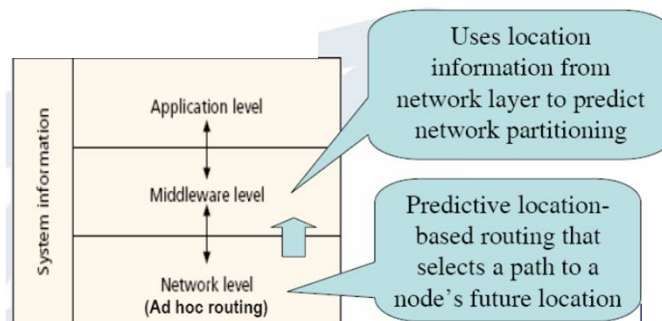 System information
Application level
Middleware level
Network level
(Ad hoc routing)
Uses location
information from
network layer to predict
network partitioning
Predictive location-
based routing that
selects a path to a
node's future location